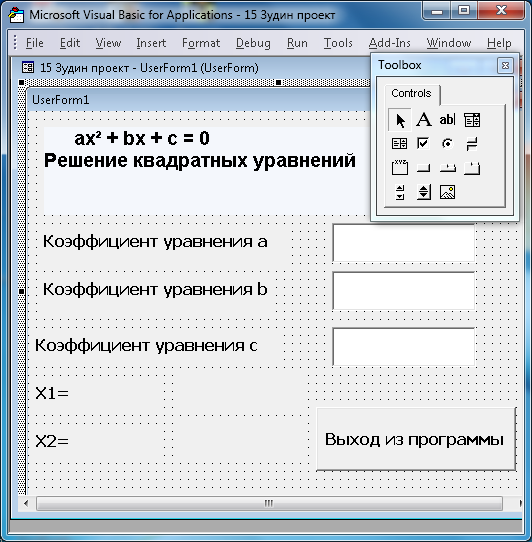 Microsoft Visual Basic for Applications - 15 Зудин проект
File Edit View Insert Format Debug Run Tools Add-Ins Window Help
15 Зудин проект - UserForm1 (UserForm)
Toolbox
Controls
A ab|
xyz
UserForm1
ax² + bx + c = 0
Решение квадратных уравнений
Коэффициент уравнения a
Коэффициент уравнения b
Коэффициент уравнения c
X1=
X2=
Выход из программы